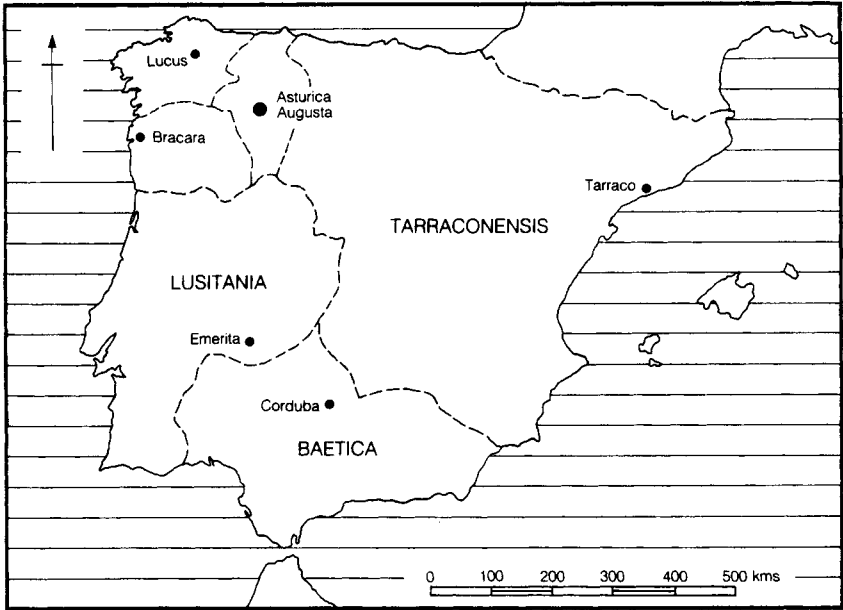 Lucus
Asturica
Augusta
Bracara
Tarraco
TARRACONENSIS
LUSITANIA
Emerita
Corduba
BAETICA
0 100 200 300 400 500 kms